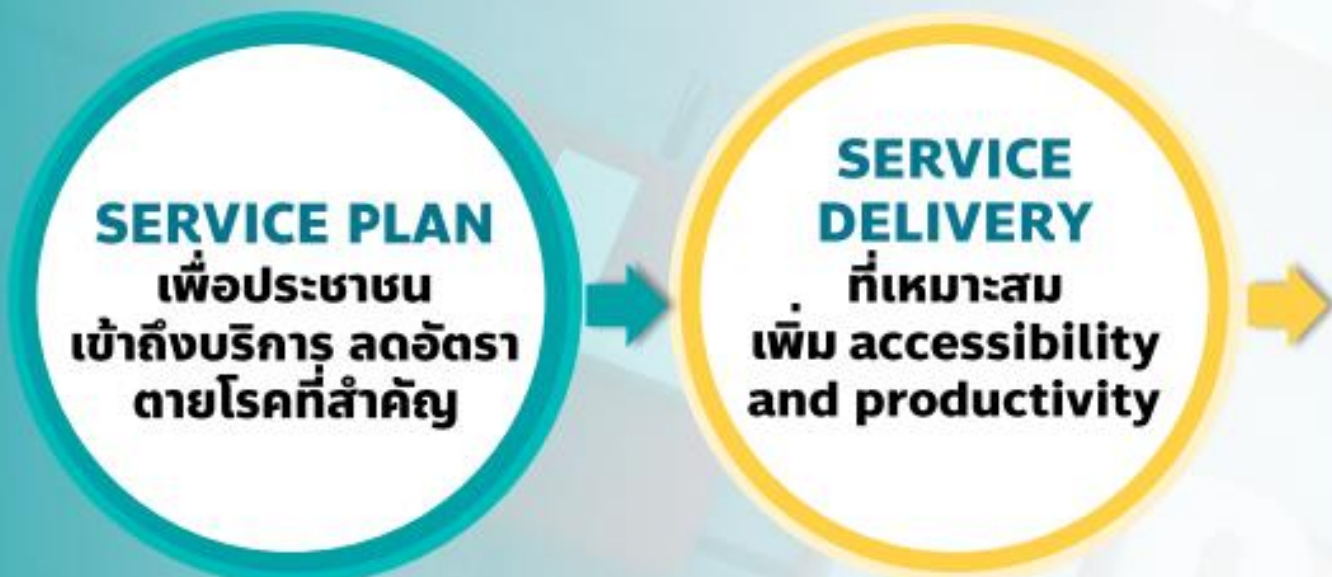 SERVICE PLAN
เพื่อประชาชน
เข้าถึงบริการ ลดอัตรา
ตายโรคที่สำคัญ
SERVICE
DELIVERY
ที่เหมาะสม
เพิ่ม accessibility
and productivity